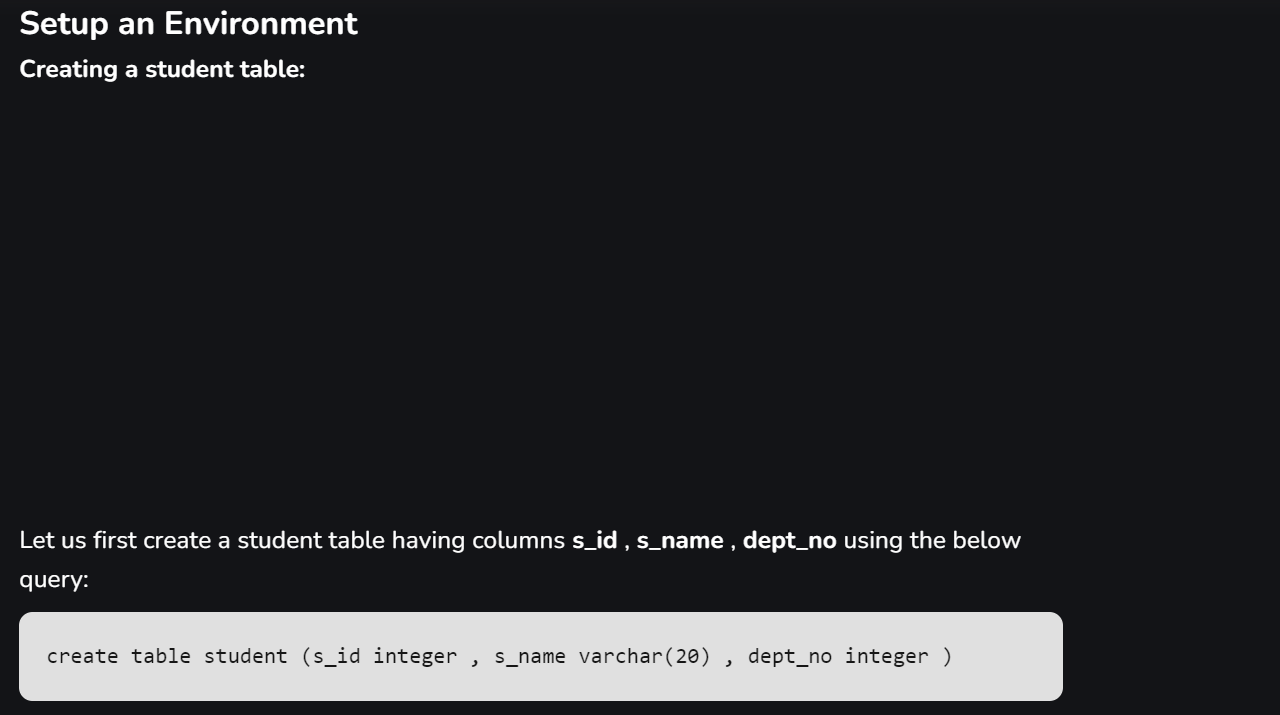 Setup an Environment
Creating a student table:
Let us first create a student table having columns s_id , s_name , dept_no using the below
query:
create table student (s_id integer , s_name varchar(20) , dept_no integer )